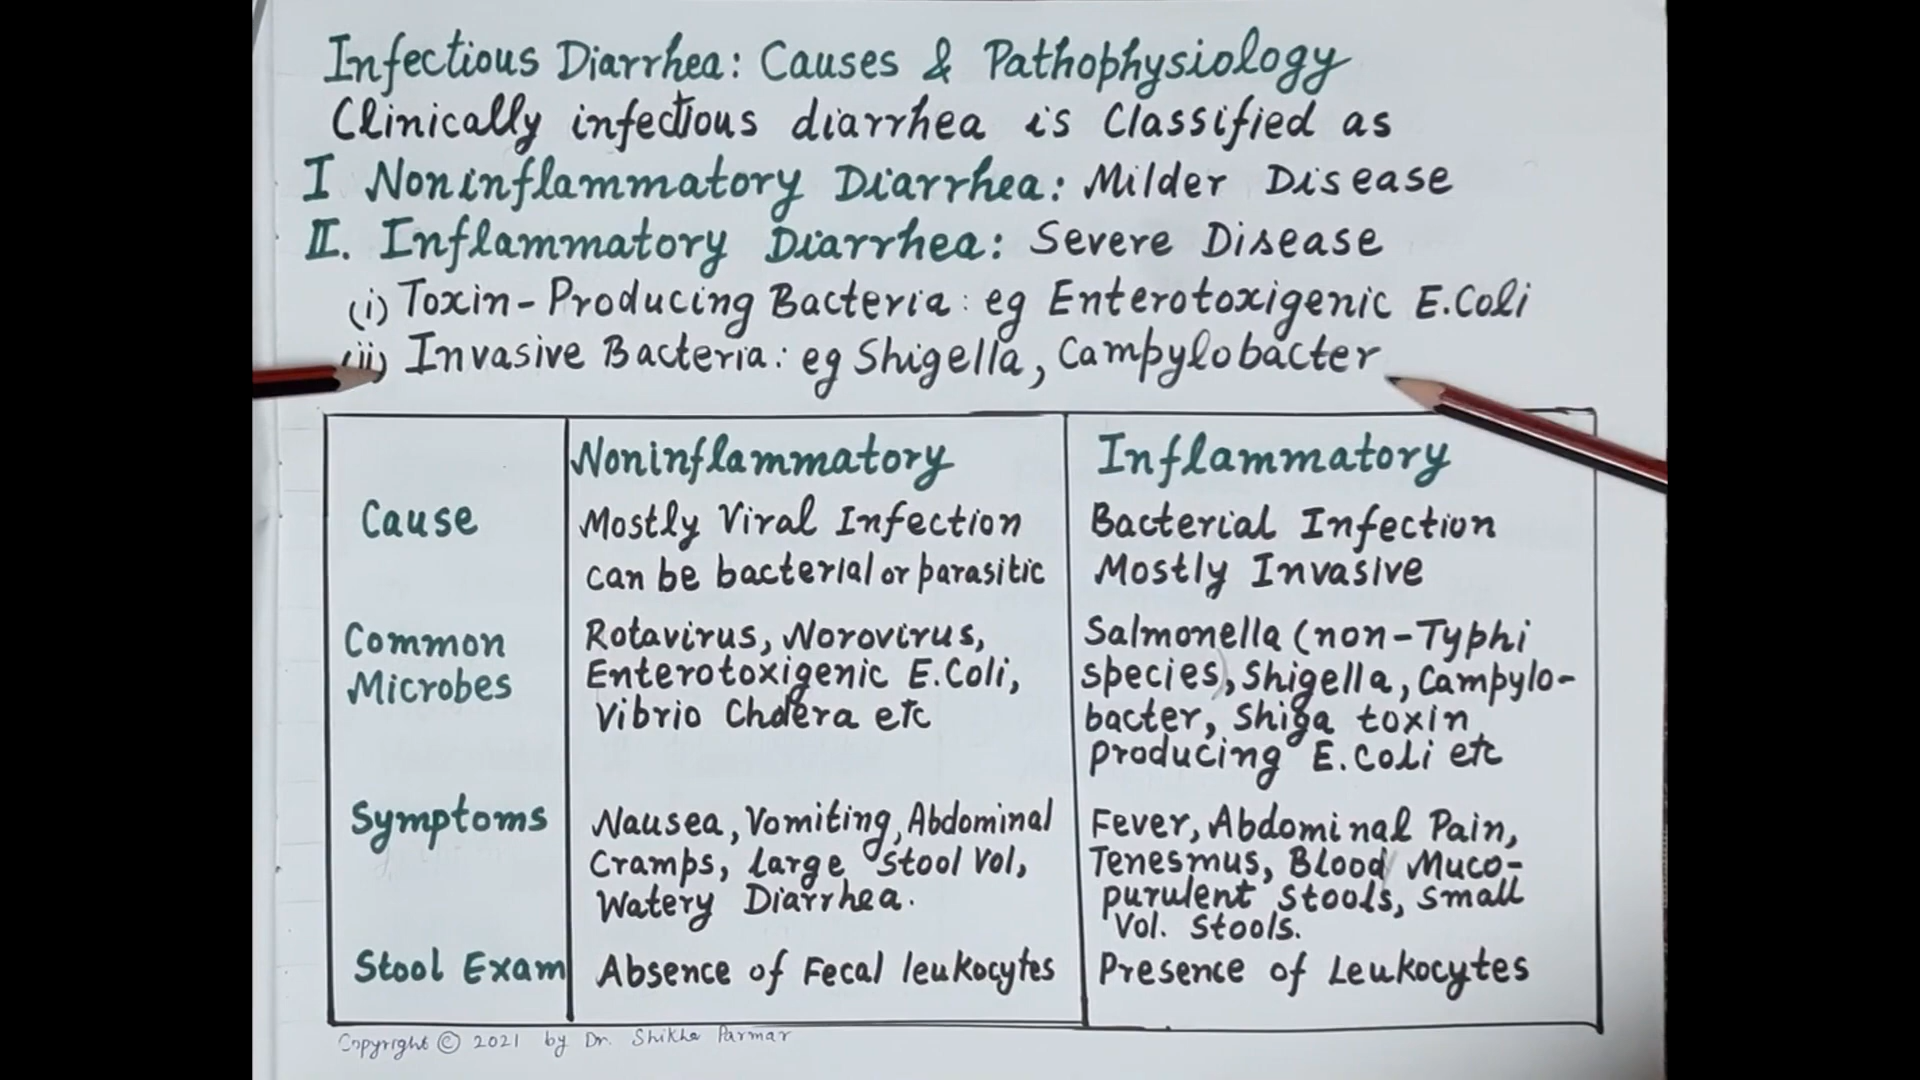 Infectious Diarrhea: Causes & Pathophysiology
Clinically infectious diarrhea is Classified as
I Noninflammatory Diarrhea: Milder Disease
II. Inflammatory Diarrhea: Severe Disease
(i) Toxin-Producing Bacteria: eg Enterotoxigenic E.Coli
(ii) Invasive Bacteria: eg Shigella, Campylobacter
Noninflammatory
Inflammatory
Cause
Mostly Viral Infection
can be bacterial or parasitic
Bacterial Infection
Mostly Invasive
Common
Microbes
Rotavirus, Norovirus,
Enterotoxigenic E.Coli,
Vibrio Cholera etc
Salmonella (non-Typhi
species), Shigella, Campylo-
bacter, Shiga toxin
producing E.Coli etc
Symptoms
Nausea, Vomiting, Abdominal
Cramps, large stool Vol,
Watery Diarrhea.
Fever, Abdominal Pain,
Tenesmus, Blood/Muco-
purulent Stools, small
Vol. Stools.
Stool Exam
Absence of Fecal leukocytes
Presence of Leukocytes
Copyright © 2021 by Dr. Shikha Parmar